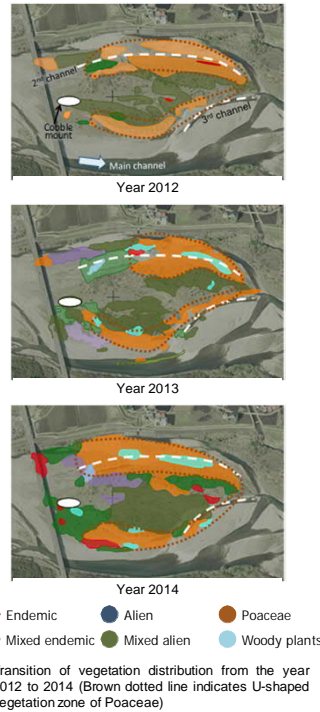 2nd channel
Cobble
mount
3rd channel
Main channel
Year 2012
Year 2013
Year 2014
Endemic Alien Poaceae
Mixed endemic Mixed alien Woody plants
ransition of vegetation distribution from the year
012 to 2014 (Brown dotted line indicates U-shaped
egetation zone of Poaceae)